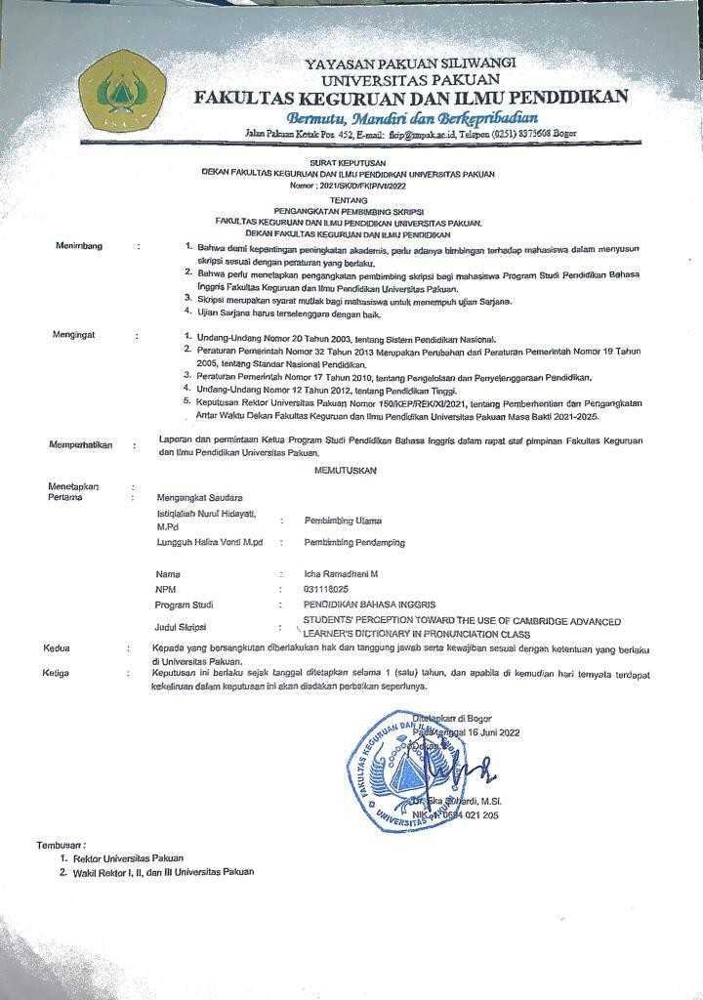 YAYASAN PAKUAN SILIWANGI
UNIVERSITAS PAKUAN
FAKULTAS KEGURUAN DAN ILMU PENDIDIKAN
Bermutu, Mandiri dan Berkepribadian
Jalan Pakuan Kotak Pos 452, E-mail: fkip@unpak.ac.id, Telepon (0251) 8375608 Bogor
SURAT KEPUTUSAN
DEKAN FAKULTAS KEGURUAN DAN ILMU PENDIDIKAN UNIVERSITAS PAKUAN
Nomor : 2021/SK/D/FKIP/VI/2022
TENTANG
PENGANGKATAN PEMBIMBING SKRIPSI
FAKULTAS KEGURUAN DAN ILMU PENDIDIKAN UNIVERSITAS PAKUAN.
DEKAN FAKULTAS KEGURUAN DAN ILMU PENDIDIKAN
Menimbang : 1. Bahwa demi kepentingan peningkatan akademis, perlu adanya bimbingan terhadap mahasiswa dalam menyusun
skripsi sesuai dengan peraturan yang berlaku.
2. Bahwa perlu menetapkan pengangkatan pembimbing skripsi bagi mahasiswa Program Studi Pendidikan Bahasa
Inggris Fakultas Keguruan dan Ilmu Pendidikan Universitas Pakuan.
3. Skripsi merupakan syarat mutlak bagi mahasiswa untuk menempuh ujian Sarjana.
4. Ujian Sarjana harus terselenggara dengan baik.
Mengingat : 1. Undang-Undang Nomor 20 Tahun 2003, tentang Sistem Pendidikan Nasional.
2. Peraturan Pemerintah Nomor 32 Tahun 2013 Merupakan Perubahan dari Peraturan Pemerintah Nomor 19 Tahun
2005, tentang Standar Nasional Pendidikan.
3. Peraturan Pemerintah Nomor 17 Tahun 2010, tentang Pengelolaan dan Penyelenggaraan Pendidikan.
4. Undang-Undang Nomor 12 Tahun 2012, tentang Pendidikan Tinggi.
5. Keputusan Rektor Universitas Pakuan Nomor 150/KEP/REK/XI/2021, tentang Pemberhentian dan Pengangkatan
Antar Waktu Dekan Fakultas Keguruan dan Ilmu Pendidikan Universitas Pakuan Masa Bakti 2021-2025.
Memperhatikan : Laporan dan permintaan Ketua Program Studi Pendidikan Bahasa Inggris dalam rapat staf pimpinan Fakultas Keguruan
dan Ilmu Pendidikan Universitas Pakuan.
MEMUTUSKAN
Menetapkan :
Pertama : Mengangkat Saudara
Istiqlaliah Nurul Hidayati,
M.Pd : Pembimbing Utama
Lungguh Halira Vonti M.pd : Pembimbing Pendamping
Nama : Icha Ramadhani M
NPM : 031118025
Program Studi : PENDIDIKAN BAHASA INGGRIS
Judul Skripsi : STUDENTS' PERCEPTION TOWARD THE USE OF CAMBRIDGE ADVANCED
LEARNER'S DICTIONARY IN PRONUNCIATION CLASS
Kedua : Kepada yang bersangkutan diberlakukan hak dan tanggung jawab serta kewajiban sesuai dengan ketentuan yang berlaku
di Universitas Pakuan.
Ketiga : Keputusan ini berlaku sejak tanggal ditetapkan selama 1 (satu) tahun, dan apabila di kemudian hari ternyata terdapat
kekeliruan dalam keputusan ini akan diadakan perbaikan seperlunya.
Ditetapkan di Bogor
Pada tanggal 16 Juni 2022
Dekan,
FAKULTAS KEGURUAN DAN ILMU PENDIDIKAN
UNIVERSITAS PAKUAN
Dr. Eka Suhardi, M.Si.
0694 021 205
Tembusan :
1. Rektor Universitas Pakuan
2. Wakil Rektor I, II, dan III Universitas Pakuan